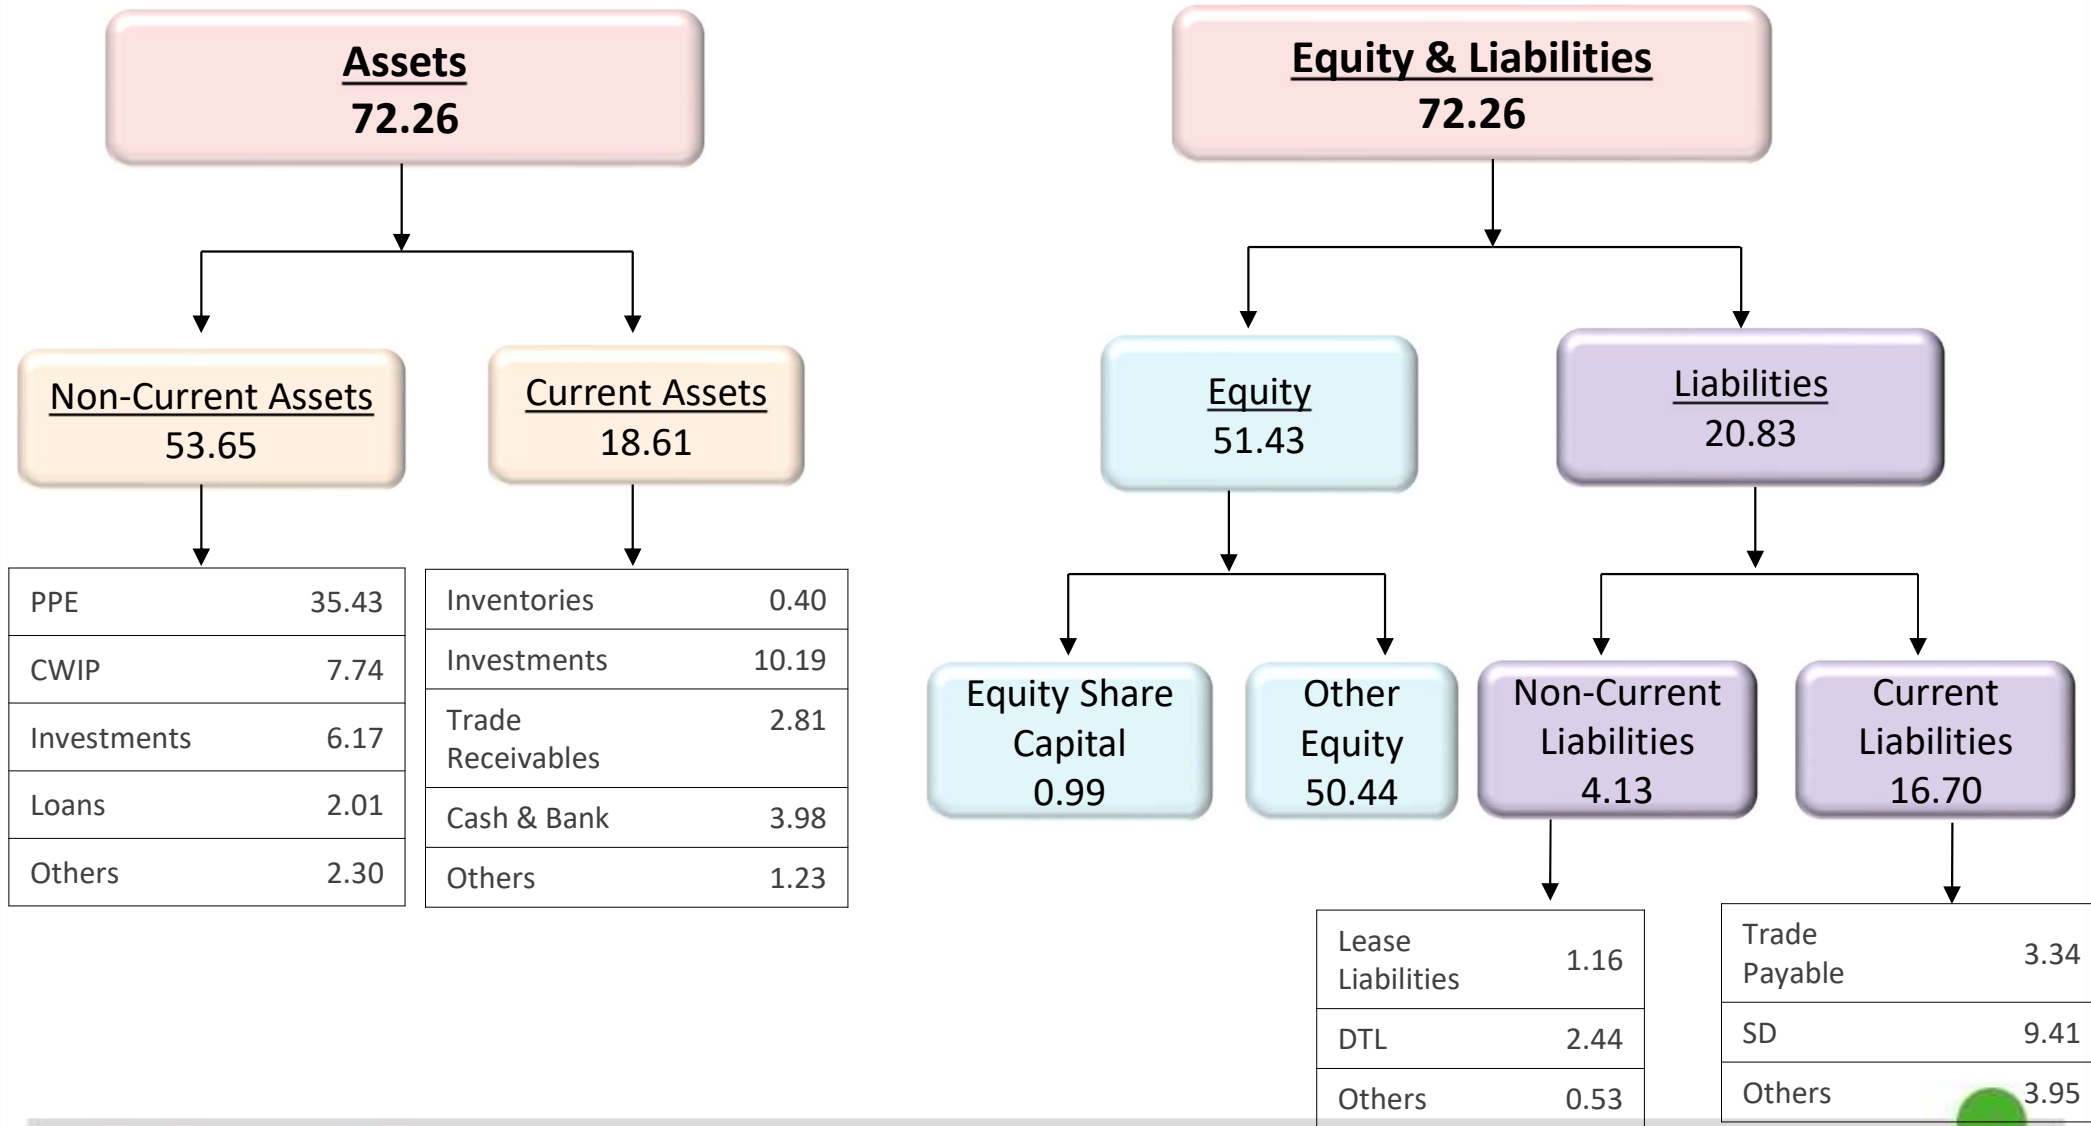 Assets
72.26
Equity & Liabilities
72.26
Non-Current Assets
53.65
Current Assets
18.61
Equity
51.43
Liabilities
20.83
PPE 35.43
CWIP 7.74
Investments 6.17
Loans 2.01
Others 2.30
Inventories 0.40
Investments 10.19
Trade 2.81
Receivables
Cash & Bank 3.98
Others 1.23
Equity Share
Capital
0.99
Other
Equity
50.44
Non-Current
Liabilities
4.13
Current
Liabilities
16.70
Lease
Liabilities 1.16
DTL 2.44
Others 0.53
Trade
Payable 3.34
SD 9.41
Others 3.95